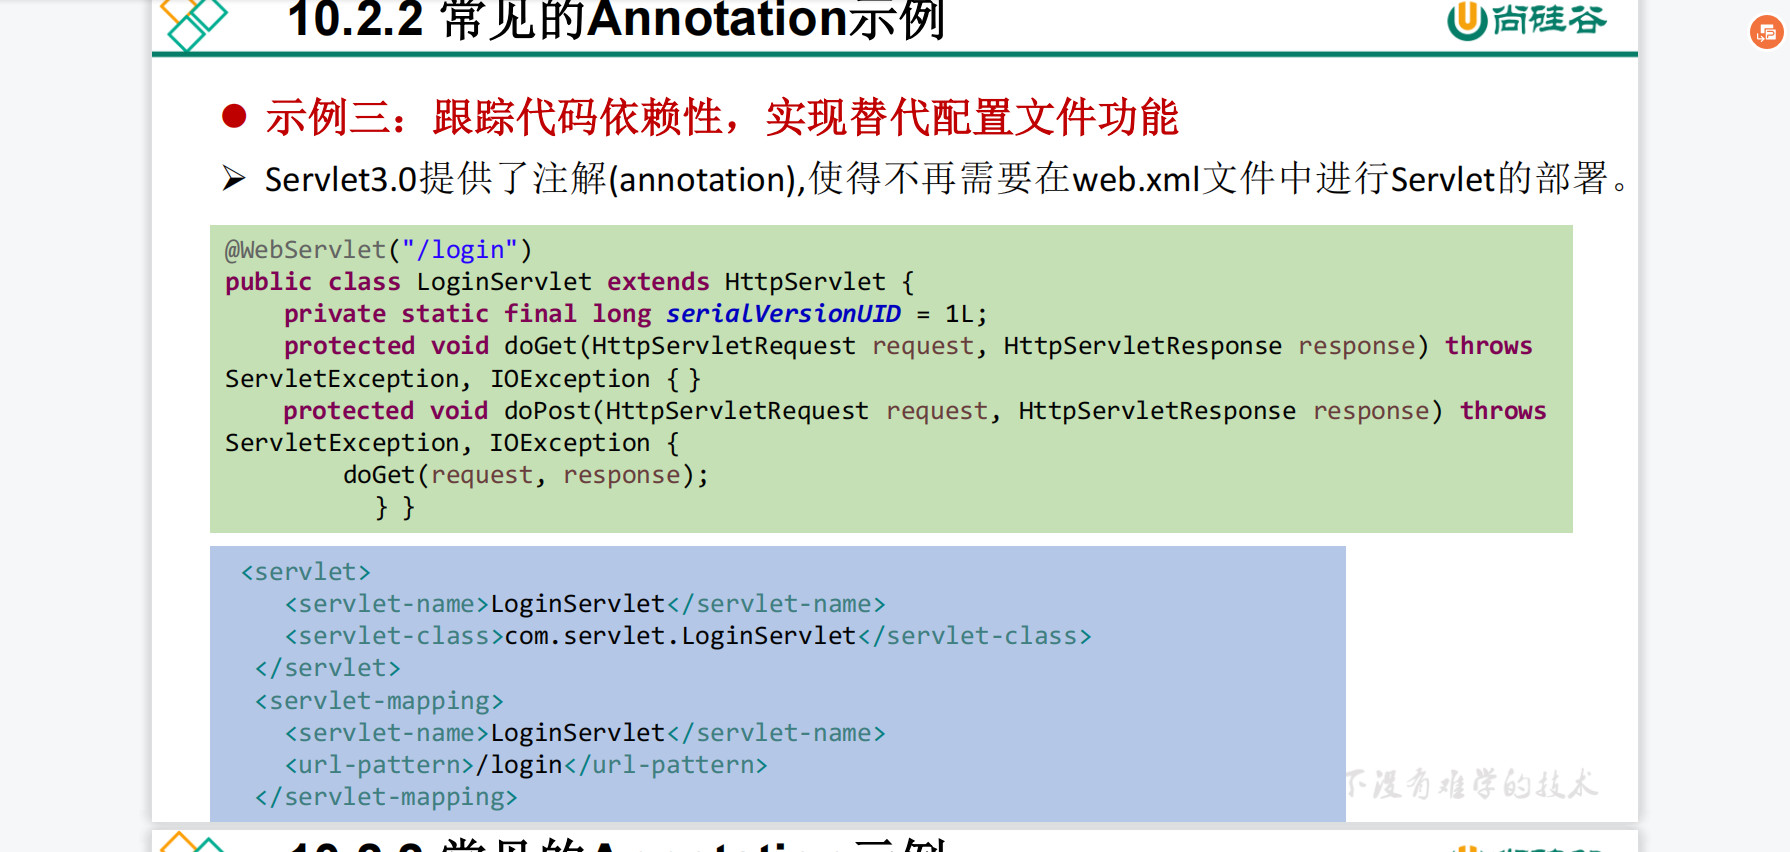 10.2.2 常见的Annotation示例
尚硅谷
示例三：跟踪代码依赖性，实现替代配置文件功能
Servlet3.0提供了注解(annotation),使得不再需要在web.xml文件中进行Servlet的部署。
@WebServlet("/login")
public class LoginServlet extends HttpServlet {
private static final long serialVersionUID = 1L;
protected void doGet(HttpServletRequest request, HttpServletResponse response) throws
ServletException, IOException { }
protected void doPost(HttpServletRequest request, HttpServletResponse response) throws
ServletException, IOException {
doGet(request, response);
} }
<servlet>
<servlet-name>LoginServlet</servlet-name>
<servlet-class>com.servlet.LoginServlet</servlet-class>
</servlet>
<servlet-mapping>
<servlet-name>LoginServlet</servlet-name>
<url-pattern>/login</url-pattern>
</servlet-mapping>
下没有难学的技术
10.2.2 常见的Annotation示例